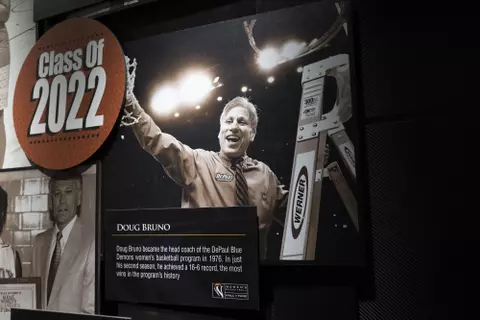 Class Of
2022
DePaul
WERNER
DOUG BRUNO
Doug Bruno became the head coach of the DePaul Blue
Demons women's basketball program in 1976. In just
his second season, he achieved a 16-6 record, the most
wins in the program's history